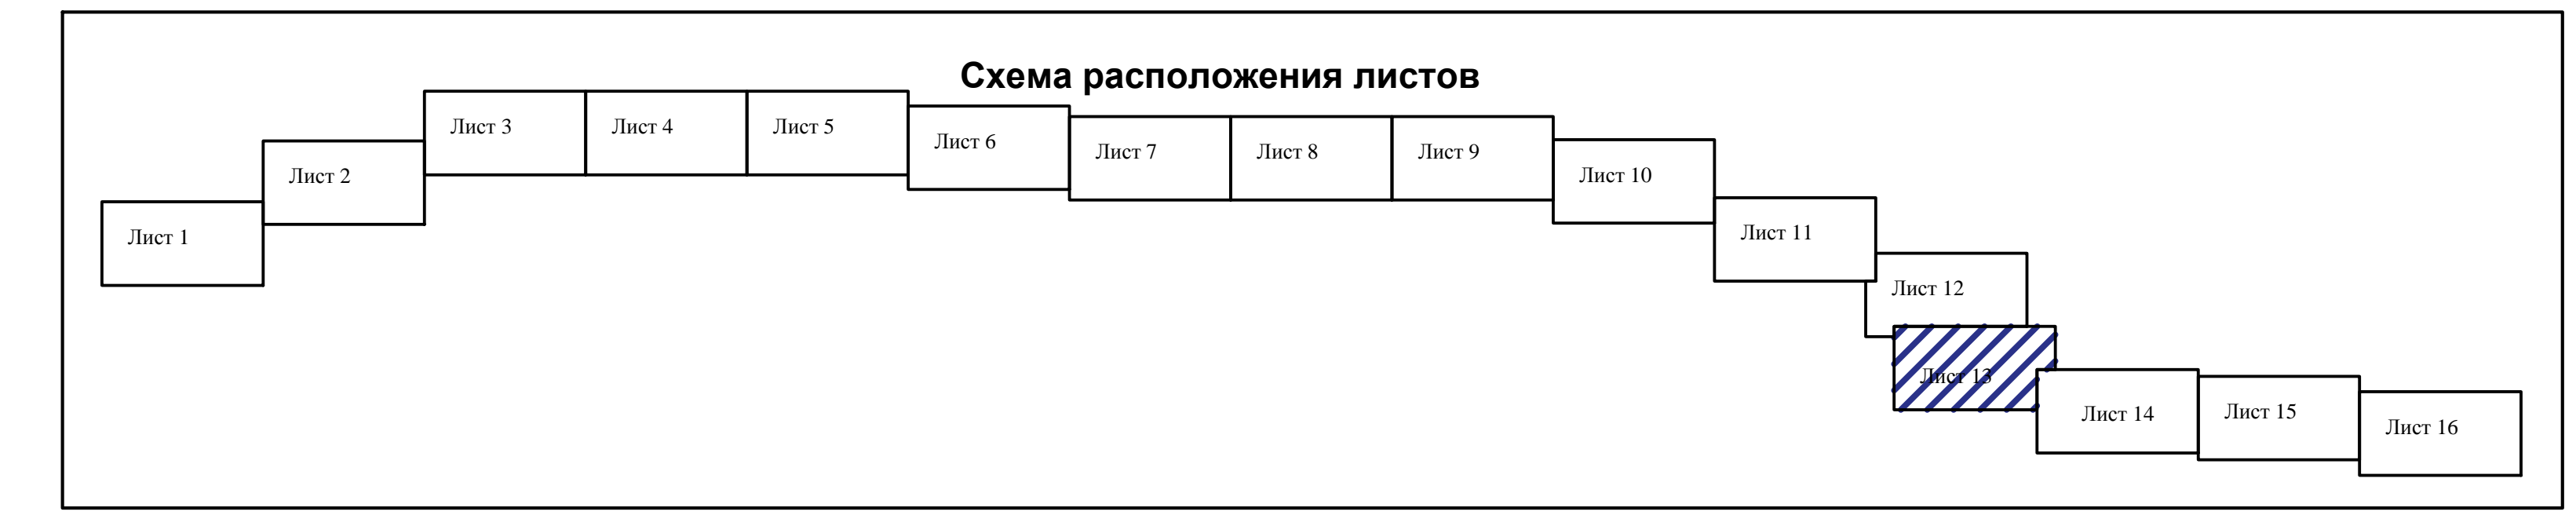 Схема расположения листов
Лист 1
Лист 2
Лист 3
Лист 4
Лист 5
Лист 6
Лист 7
Лист 8
Лист 9
Лист 10
Лист 11
Лист 12
Лист 13
Лист 14
Лист 15
Лист 16